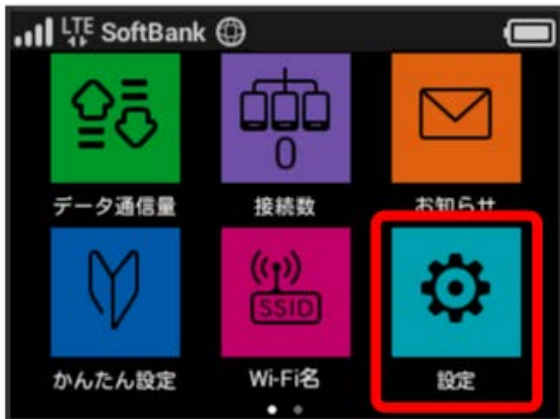 LTE SoftBank
0
データ通信量 接続数 お知らせ
SSID
かんたん設定 Wi-Fi名 設定